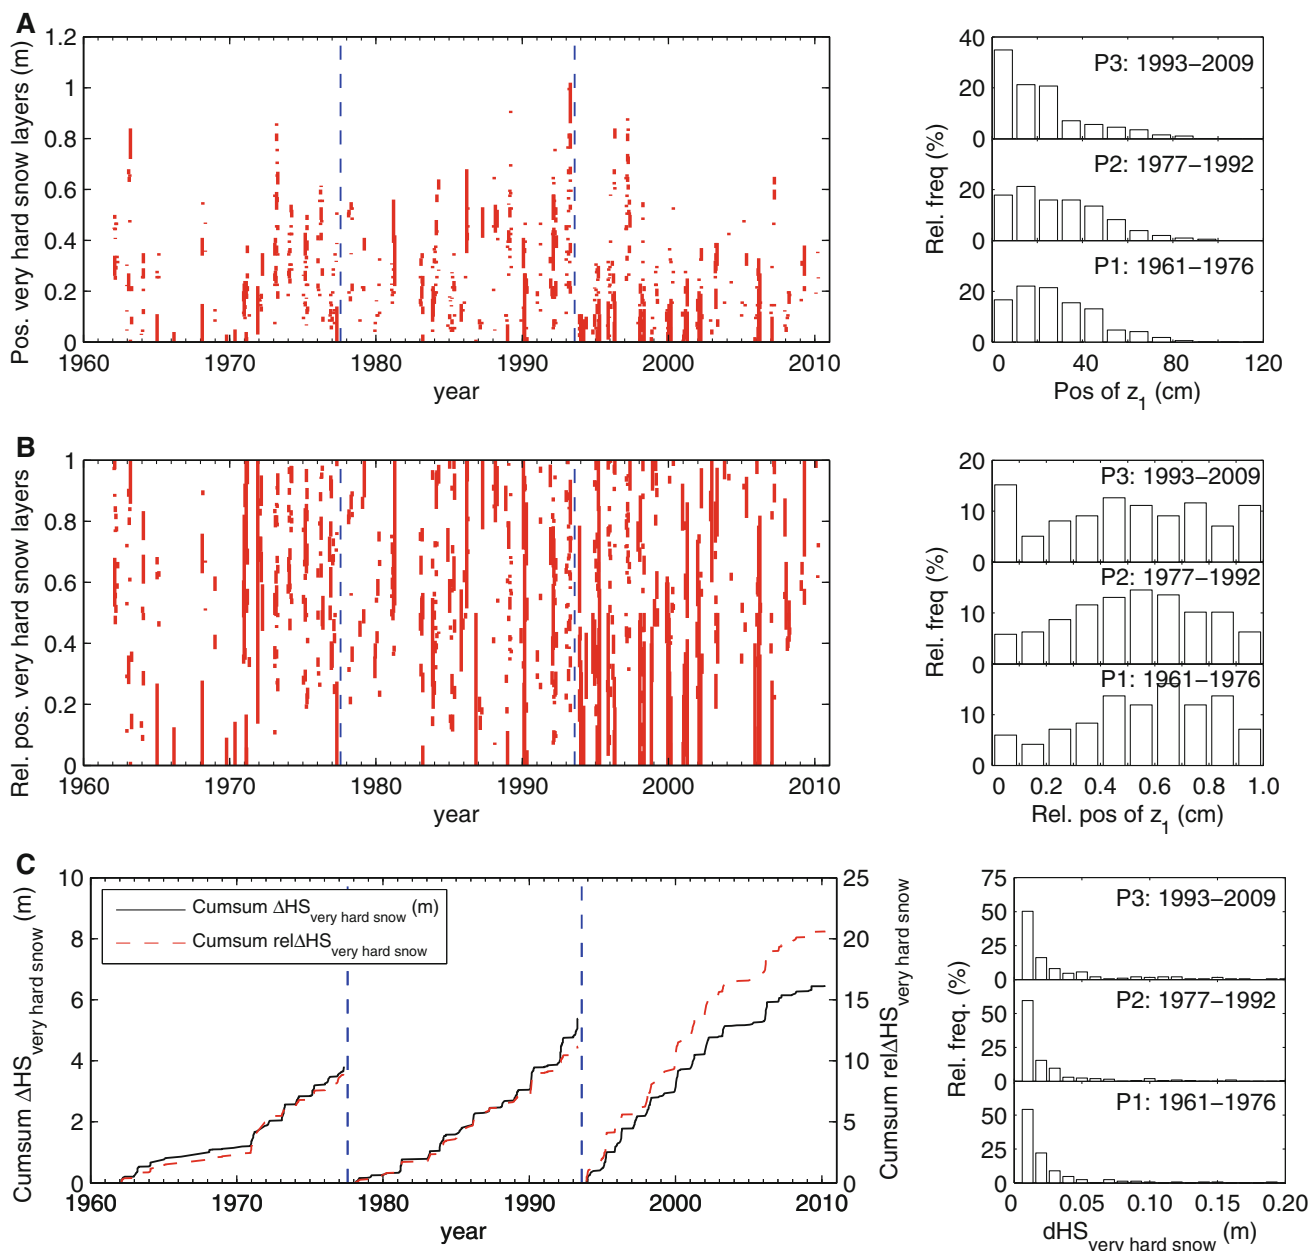 A
Pos. very hard snow layers (m)
1.2
1
0.8
0.6
0.4
0.2
0
1960 1970 1980 1990 2000 2010
year
Rel. freq (%)
40
20
0
P3: 1993−2009
20
0
P2: 1977−1992
20
0
P1: 1961−1976
0 40 80 120
Pos of z1 (cm)
B
Rel. pos. very hard snow layers
1
0.8
0.6
0.4
0.2
0
1960 1970 1980 1990 2000 2010
year
Rel. freq (%)
20
10
0
P3: 1993−2009
10
0
P2: 1977−1992
10
0
P1: 1961−1976
0 0.2 0.4 0.6 0.8 1.0
Rel. pos of z1 (cm)
C
Cumsum ΔHSvery hard snow (m)
10
8
6
4
2
0
Cumsum ΔHSvery hard snow (m)
Cumsum relΔHSvery hard snow
25
20
15
10
5
0
Cumsum relΔHSvery hard snow
1960 1970 1980 1990 2000 2010
year
Rel. freq. (%)
75
50
25
0
P3: 1993−2009
50
25
0
P2: 1977−1992
50
25
0
P1: 1961−1976
0 0.05 0.10 0.15 0.20
dHSvery hard snow (m)